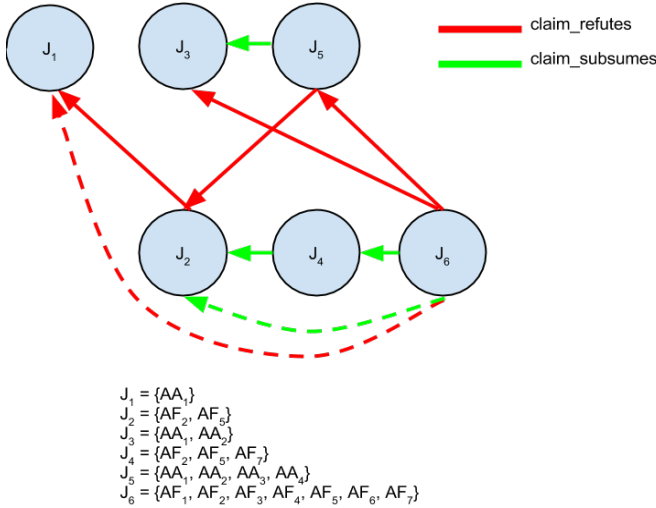 J₁ J₃ J₅ claim_refutes
claim_subsumes
J₂ J₄ J₆
J₁ = {AA₁}
J₂ = {AF₂, AF₅}
J₃ = {AA₁, AA₂}
J₄ = {AF₂, AF₅, AF₇}
J₅ = {AA₁, AA₂, AA₃, AA₄}
J₆ = {AF₁, AF₂, AF₃, AF₄, AF₅, AF₆, AF₇}